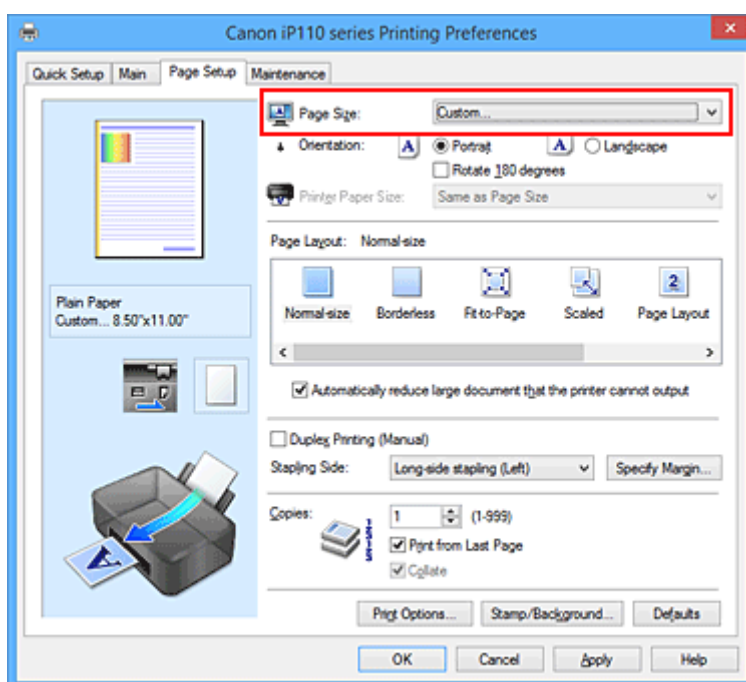 Canon iP110 series Printing Preferences
Quick Setup Main Page Setup Maintenance
Page Size: Custom...
Orientation: A Portrait A Landscape
Rotate 180 degrees
Printer Paper Size: Same as Page Size
Page Layout: Normal-size
2
Normal-size Borderless Fit-to-Page Scaled Page Layout
Plain Paper
Custom... 8.50"x11.00"
Automatically reduce large document that the printer cannot output
Duplex Printing (Manual)
Stapling Side: Long-side stapling (Left) Specify Margin...
Copies: 1 (1-999)
Print from Last Page
Collate
A
Print Options... Stamp/Background... Defaults
OK Cancel Apply Help